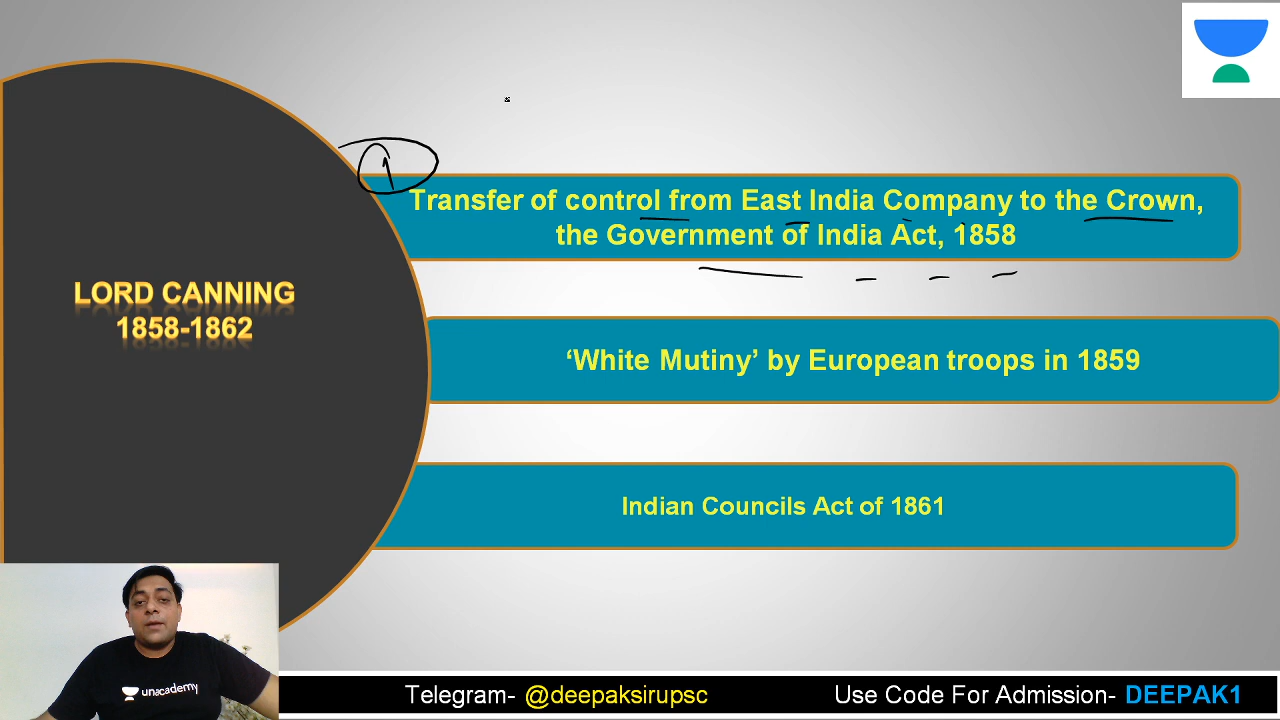 1
Transfer of control from East India Company to the Crown,
the Government of India Act, 1858
LORD CANNING
1858-1862
‘White Mutiny’ by European troops in 1859
Indian Councils Act of 1861
unacademy
Telegram- @deepaksirupsc
Use Code For Admission- DEEPAK1